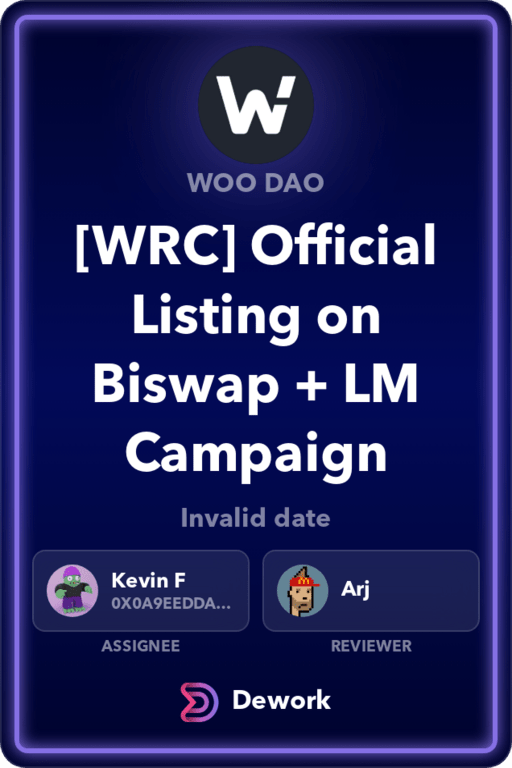 WOO DAO
[WRC] Official
Listing on
Biswap + LM
Campaign
Invalid date
Kevin F
0X0A9EEDDA...
Arj
ASSIGNEE
REVIEWER
Dework